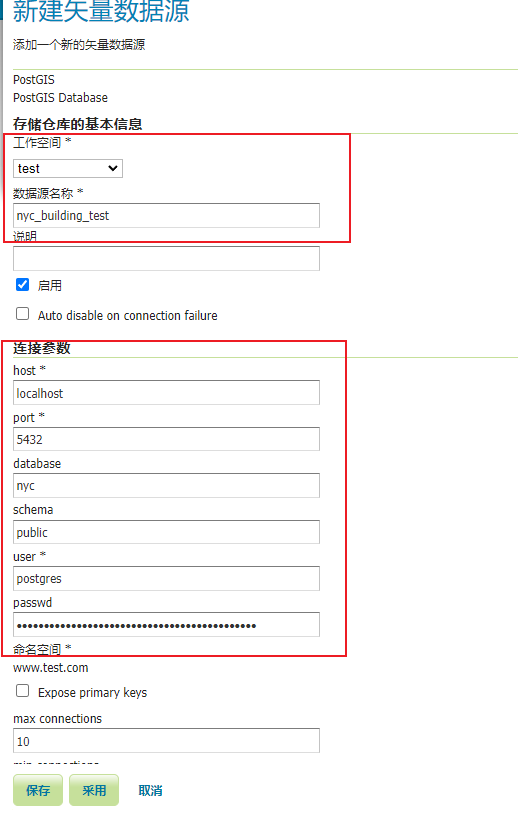 新建矢量数据源
添加一个新的矢量数据源
PostGIS
PostGIS Database
存储仓库的基本信息
工作空间 *
test
数据源名称 *
nyc_building_test
说明
启用
Auto disable on connection failure
连接参数
host *
localhost
port *
5432
database
nyc
schema
public
user *
postgres
passwd
命名空间 *
www.test.com
Expose primary keys
max connections
10
min connections
保存 采用 取消